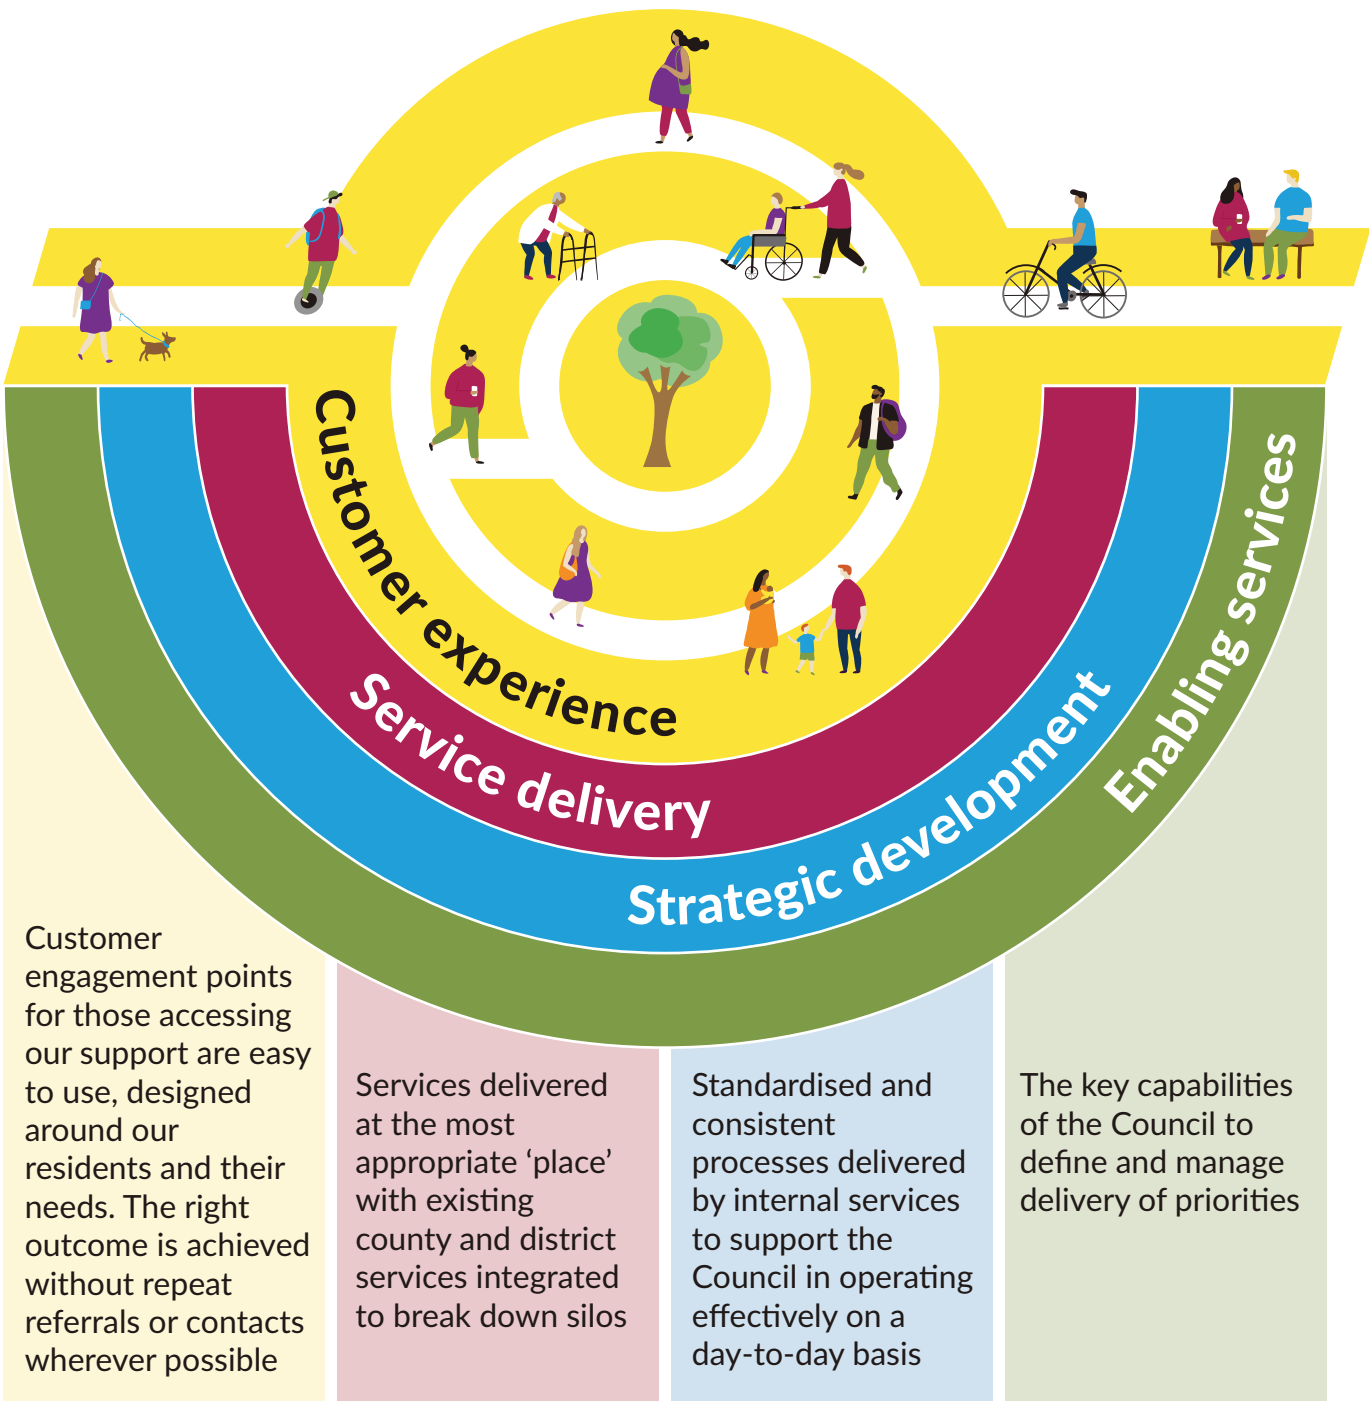 Customer experience
Service delivery
Strategic development
Enabling services
Customer
engagement points
for those accessing
our support are easy
to use, designed
around our
residents and their
needs. The right
outcome is achieved
without repeat
referrals or contacts
wherever possible
Services delivered
at the most
appropriate ‘place’
with existing
county and district
services integrated
to break down silos
Standardised and
consistent
processes delivered
by internal services
to support the
Council in operating
effectively on a
day-to-day basis
The key capabilities
of the Council to
define and manage
delivery of priorities